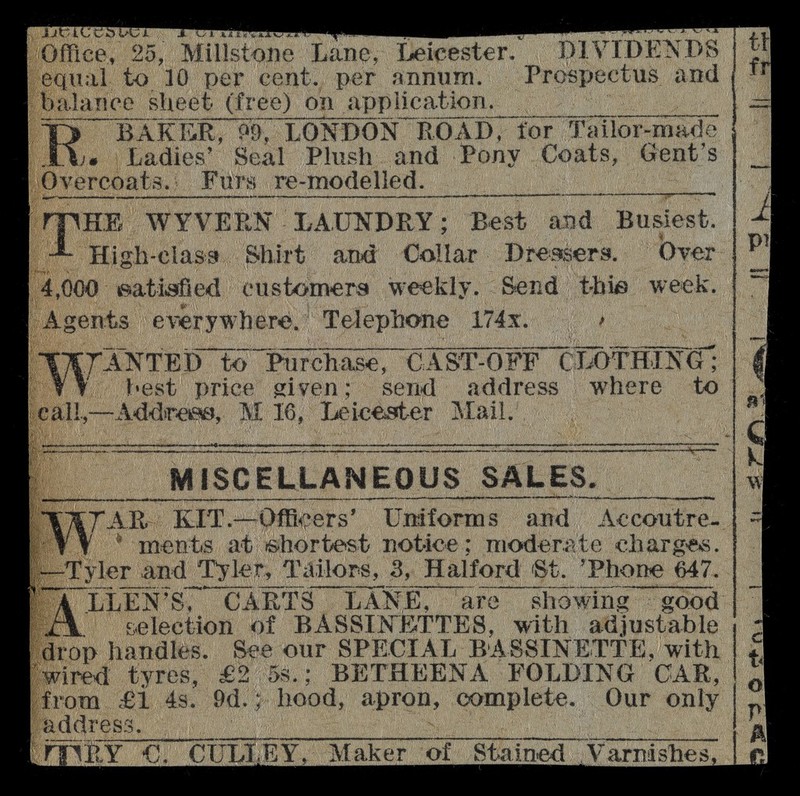 Office, 25, Millstone Lane, Leicester. DIVIDENDS
equal to 10 per cent. per annum. Prospectus and
balance sheet (free) on application.
R. BAKER, 99, LONDON ROAD, for Tailor-made
Ladies' Seal Plush and Pony Coats, Gent's
Overcoats. Furs re-modelled.
THE WYVERN LAUNDRY; Best and Busiest.
High-class Shirt and Collar Dressers. Over
4,000 satisfied customers weekly. Send this week.
Agents everywhere. Telephone 174x.
WANTED to Purchase, CAST-OFF CLOTHING;
best price given; send address where to
call,—Address, M 16, Leicester Mail.
MISCELLANEOUS SALES.
WAR KIT.—Officers' Uniforms and Accoutre-
ments at shortest notice; moderate charges.
—Tyler and Tyler, Tailors, 3, Halford St. 'Phone 647.
ALLEN'S, CARTS LANE, are showing good
selection of BASSINETTES, with adjustable
drop handles. See our SPECIAL BASSINETTE, with
wired tyres, £2 5s.; BETHEENA FOLDING CAR,
from £1 4s. 9d.; hood, apron, complete. Our only
address.
TRY C. CULLEY, Maker of Stained Varnishes,